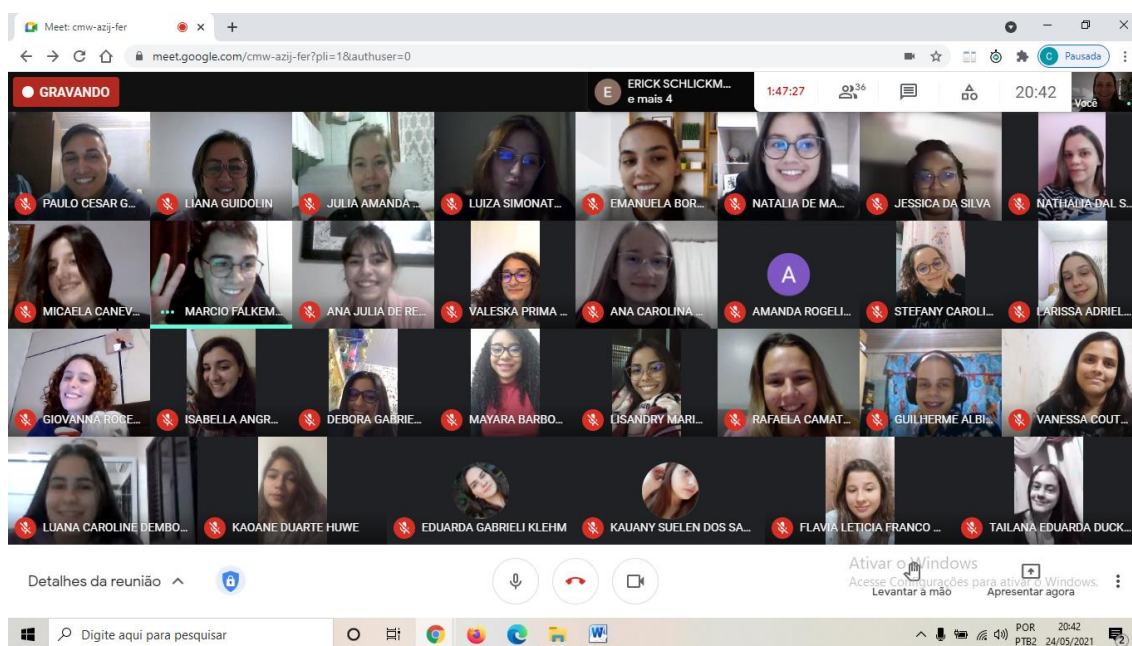 Meet: cmw-azij-fer
meet.google.com/cmw-azij-fer?pli=1&authuser=0
C Pausada
GRAVANDO
E ERICK SCHLICKM...
e mais 4
1:47:27
36
20:42
Você
PAULO CESAR G...
LIANA GUIDOLIN
JULIA AMANDA ...
LUIZA SIMONAT...
EMANUELA BOR...
NATALIA DE MA...
JESSICA DA SILVA
NATHALIA DAL S...
MICAELA CANEV...
MARCIO FALKEM...
ANA JULIA DE RE...
VALESKA PRIMA ...
ANA CAROLINA ...
A
AMANDA ROGELI...
STEFANY CAROLI...
LARISSA ADRIEL...
GIOVANNA ROCE...
ISABELLA ANGR...
DEBORA GABRIE...
MAYARA BARBO...
LISANDRY MARI...
RAFAELA CAMAT...
GUILHERME ALBI...
VANESSA COUT...
LUANA CAROLINE DEMBO...
KAOANE DUARTE HUWE
EDUARDA GABRIELI KLEHM
KAUANY SUELEN DOS SA...
FLAVIA LETICIA FRANCO ...
TAILANA EDUARDA DUCK...
Detalhes da reunião
Ativar o Windows
Acesse Configurações para ativar o Windows.
Levantar a mão
Apresentar agora
Digite aqui para pesquisar
W
POR
PTB2
20:42
24/05/2021
2